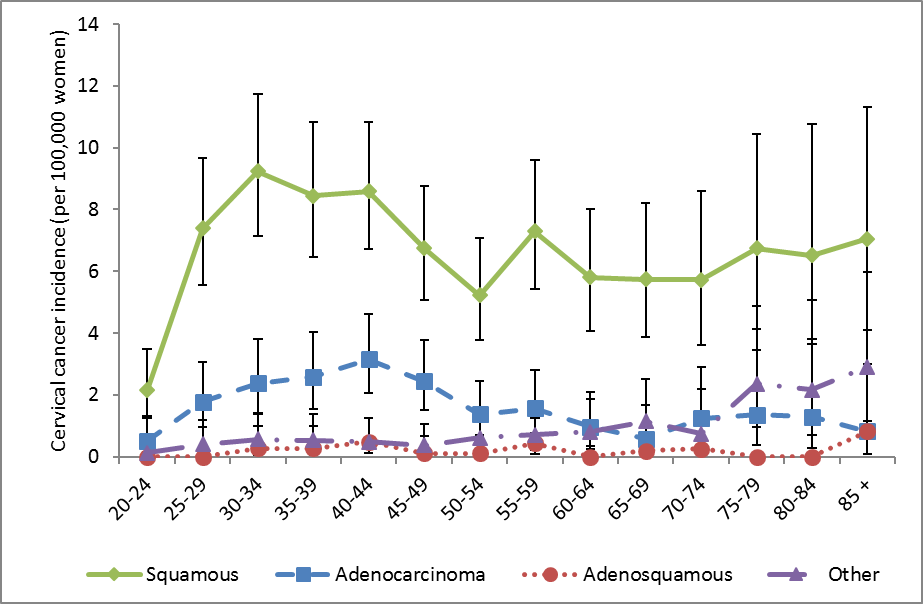 Cervical cancer incidence (per 100,000 women)
14
12
10
8
6
4
2
0
20-24 25-29 30-34 35-39 40-44 45-49 50-54 55-59 60-64 65-69 70-74 75-79 80-84 85 +
Squamous Adenocarcinoma Adenosquamous Other